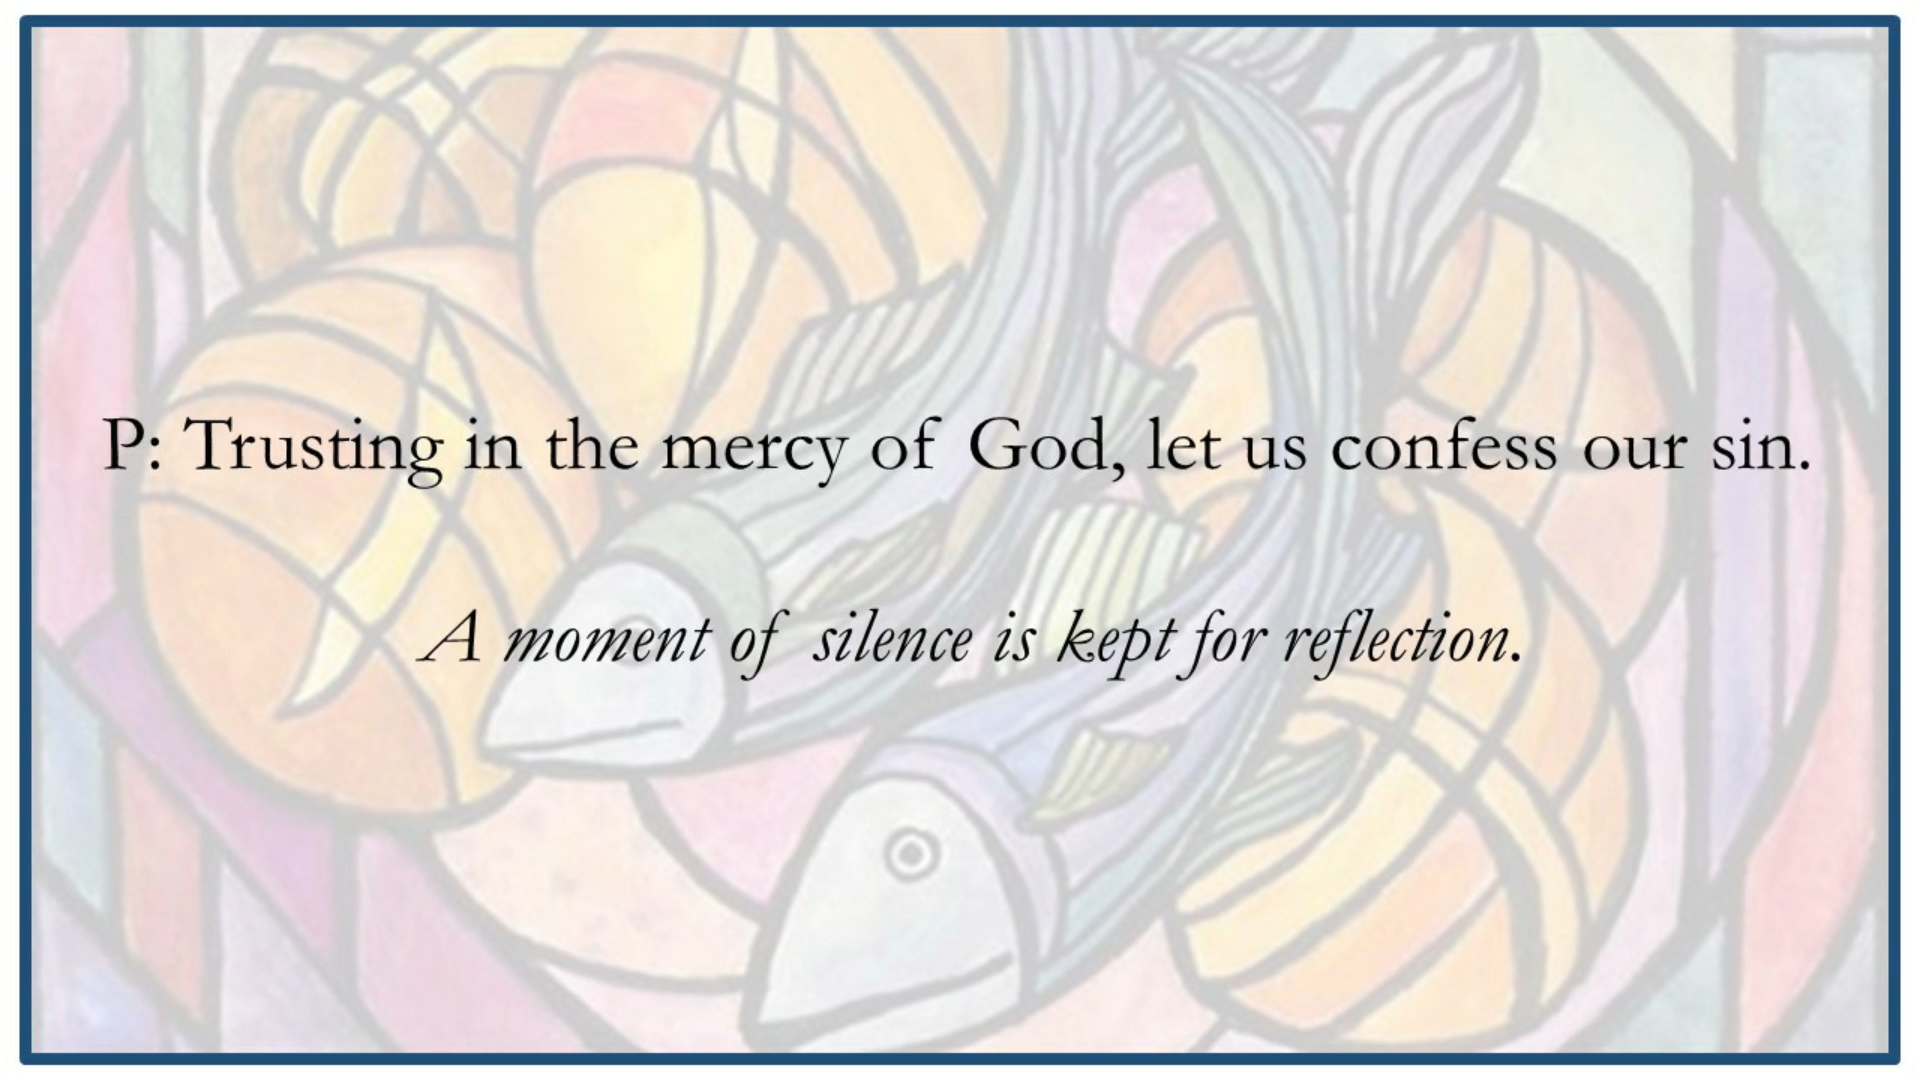 P: Trusting in the mercy of God, let us confess our sin.
A moment of silence is kept for reflection.